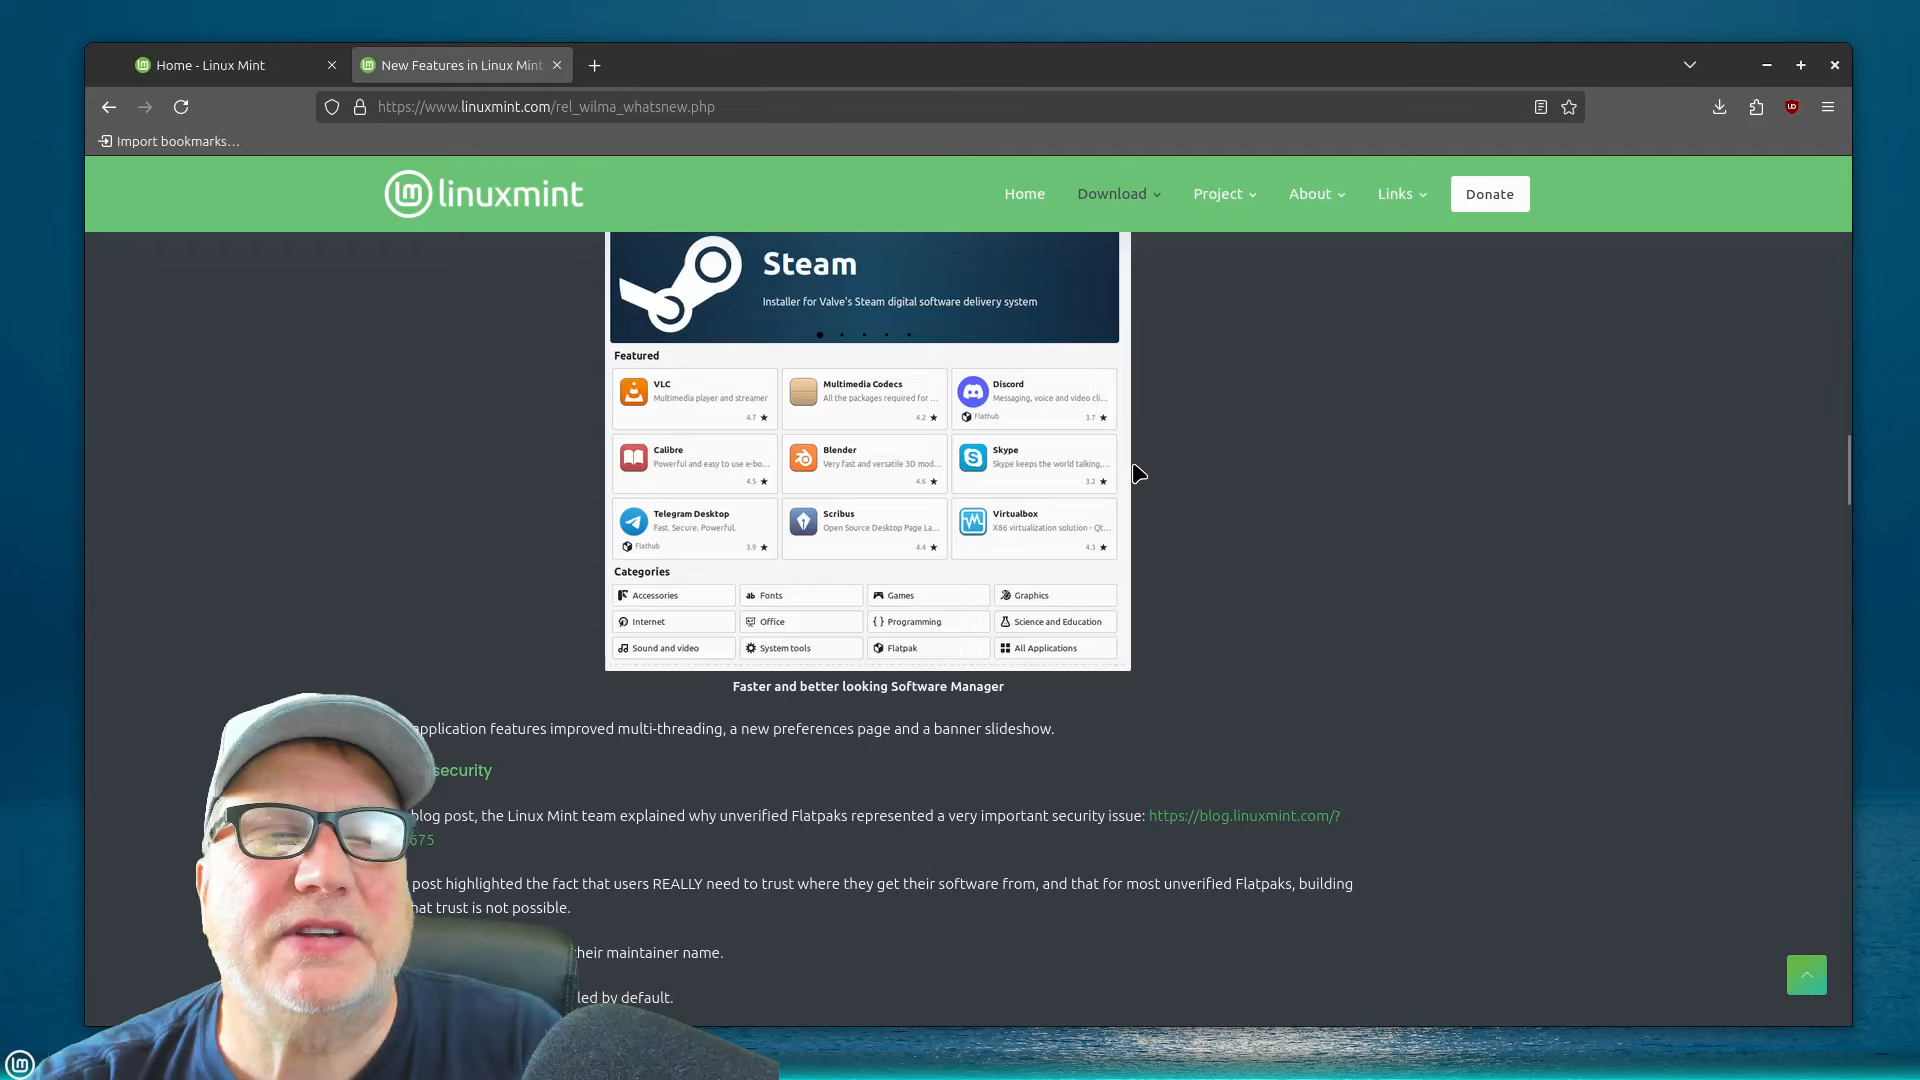 Home - Linux Mint
New Features in Linux Mint
https://www.linuxmint.com/rel_wilma_whatsnew.php
Import bookmarks…
linuxmint
Home
Download
Project
About
Links
Donate
Steam
Installer for Valve's Steam digital software delivery system
Featured
VLC
Multimedia player and streamer
4.7 ★
Multimedia Codecs
All the packages required for ...
4.2 ★
Discord
Messaging, voice and video cli...
Flathub
3.7 ★
Calibre
Powerful and easy to use e-bo...
4.5 ★
Blender
Very fast and versatile 3D mod...
4.6 ★
Skype
Skype keeps the world talking,...
3.2 ★
Telegram Desktop
Fast. Secure. Powerful.
Flathub
3.9 ★
Scribus
Open Source Desktop Page La...
4.4 ★
Virtualbox
X86 virtualization solution - Qt...
4.3 ★
Categories
Accessories
Fonts
Games
Graphics
Internet
Office
Programming
Science and Education
Sound and video
System tools
Flatpak
All Applications
Faster and better looking Software Manager
application features improved multi-threading, a new preferences page and a banner slideshow.
security
blog post, the Linux Mint team explained why unverified Flatpaks represented a very important security issue: https://blog.linuxmint.com/?
675
post highlighted the fact that users REALLY need to trust where they get their software from, and that for most unverified Flatpaks, building
hat trust is not possible.
heir maintainer name.
led by default.